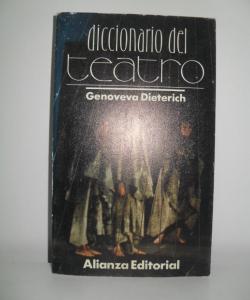 diccionario del
teatro
Genoveva Dieterich
Alianza Editorial